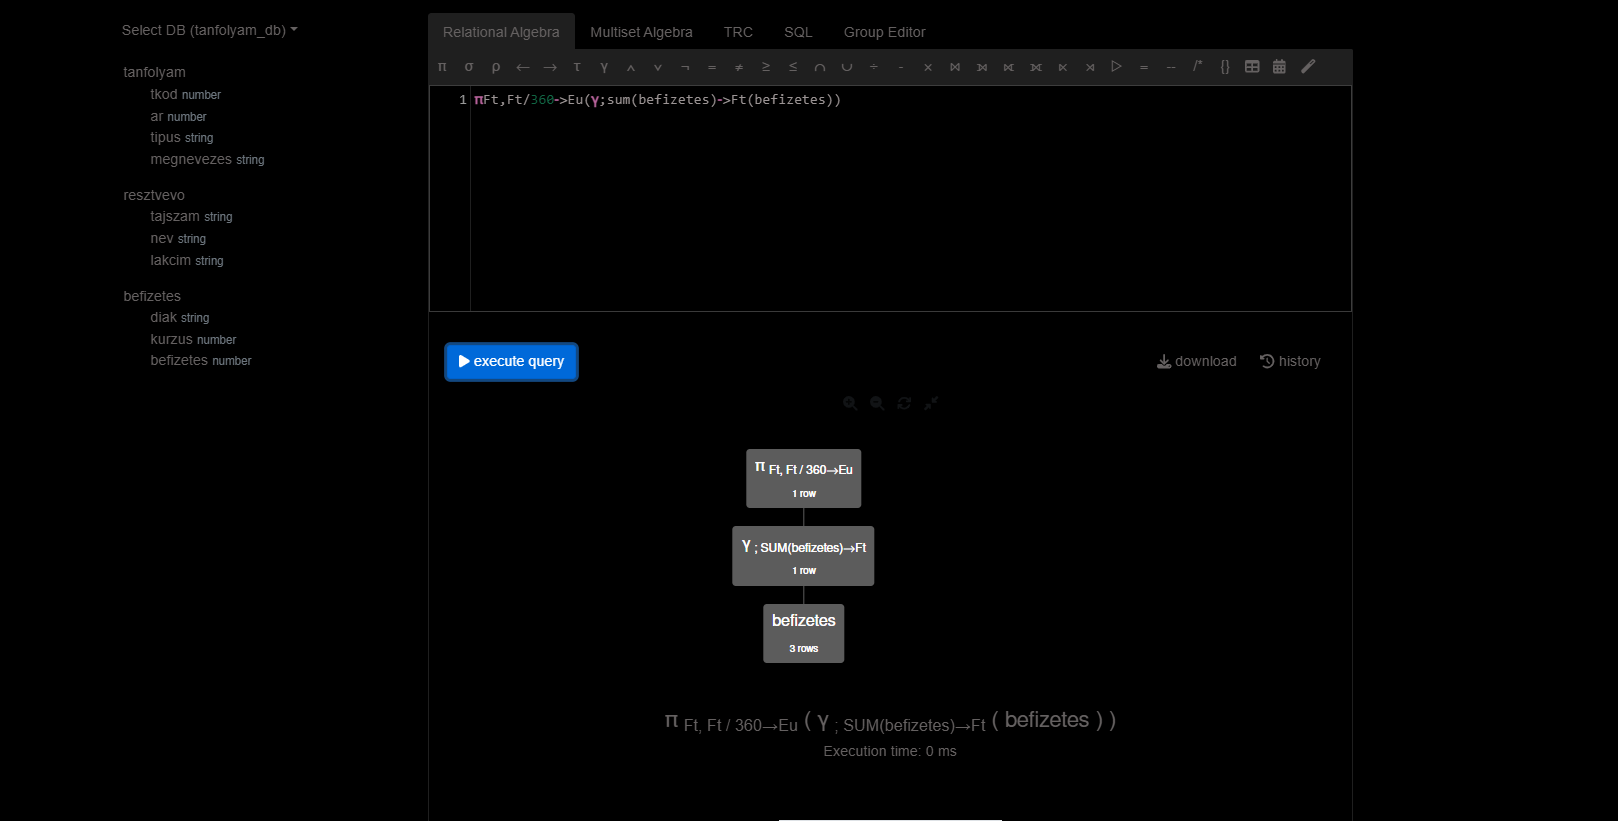 Select DB (tanfolyam_db)
tanfolyam
tkod number
ar number
tipus string
megnevezes string
resztvevo
tajszam string
nev string
lakcim string
befizetes
diak string
kurzus number
befizetes number
Relational Algebra Multiset Algebra TRC SQL Group Editor
π σ ρ ← → τ γ ∧ ∨ ¬ = ≠ ≥ ≤ ∩ ∪ ÷ - × ⋈ ⟕ ⟖ ⟗ ⋉ ⋊ ▷ = -- /* {}
1 πFt,Ft/360->Eu(γ;sum(befizetes)->Ft(befizetes))
execute query download history
π Ft, Ft / 360→Eu
1 row
γ ; SUM(befizetes)→Ft
1 row
befizetes
3 rows
π Ft, Ft / 360→Eu ( γ ; SUM(befizetes)→Ft ( befizetes ) )
Execution time: 0 ms